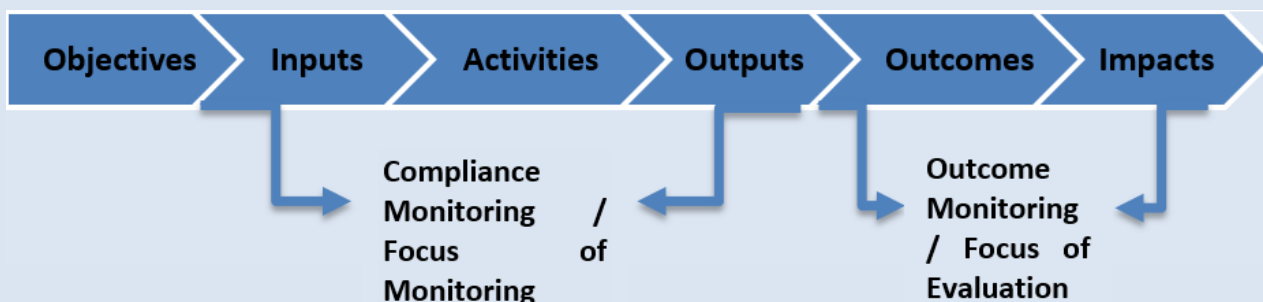 Objectives Inputs Activities Outputs Outcomes Impacts
Compliance
Monitoring /
Focus of
Monitoring
Outcome
Monitoring
/ Focus of
Evaluation